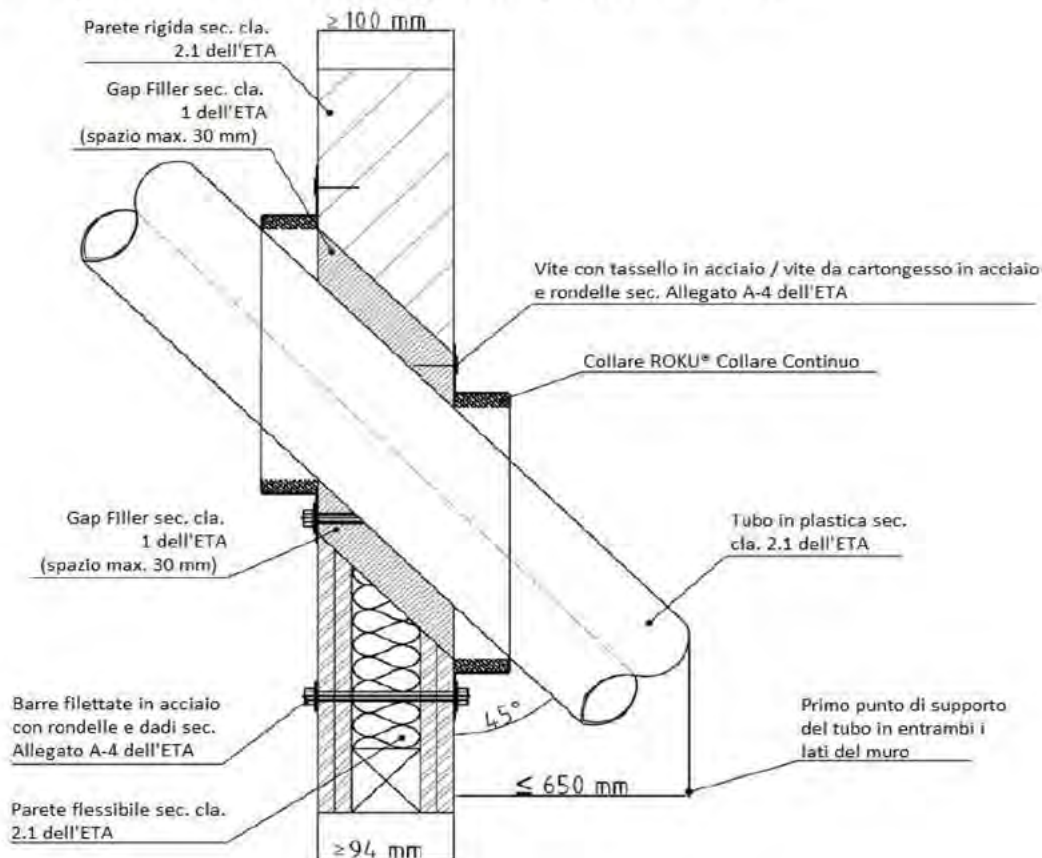 ≥100 mm
Parete rigida sec. cla.
2.1 dell'ETA
Gap Filler sec. cla.
1 dell'ETA
(spazio max. 30 mm)
Vite con tassello in acciaio / vite da cartongesso in acciaio
e rondelle sec. Allegato A-4 dell'ETA
Collare ROKU® Collare Continuo
Gap Filler sec. cla.
1 dell'ETA
(spazio max. 30 mm)
Tubo in plastica sec.
cla. 2.1 dell'ETA
Barre filettate in acciaio
con rondelle e dadi sec.
Allegato A-4 dell'ETA
45°
Primo punto di supporto
del tubo in entrambi i
lati del muro
≤ 650 mm
Parete flessibile sec. cla.
2.1 dell'ETA
≥94 mm